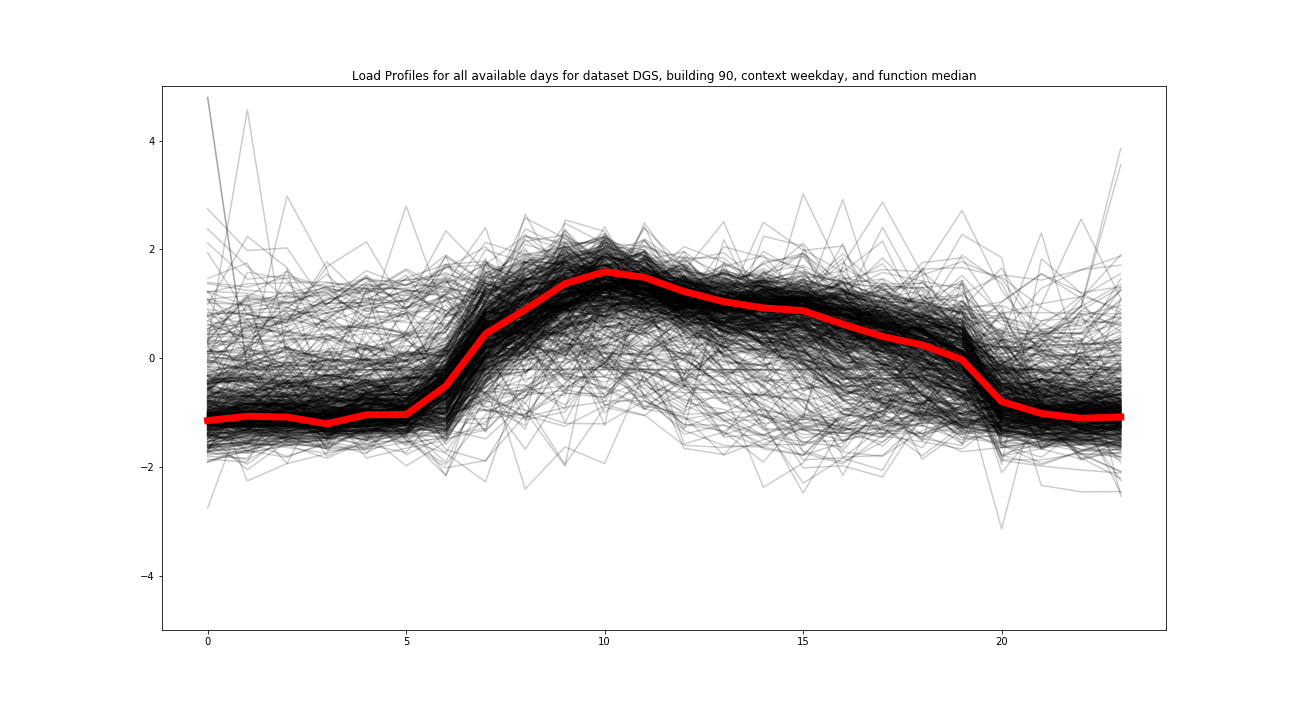 Load Profiles for all available days for dataset DGS, building 90, context weekday, and function median
4
2
0
−2
−4
0 5 10 15 20